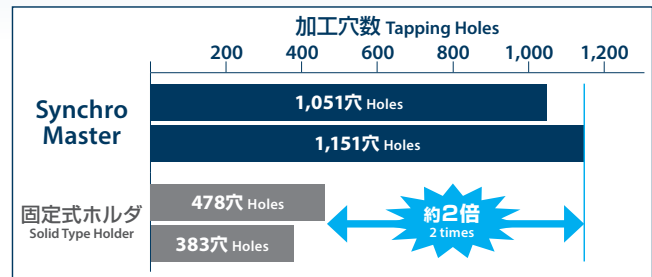 加工穴数 Tapping Holes
200 400 600 800 1,000 1,200
Synchro
Master
1,051穴 Holes
1,151穴 Holes
固定式ホルダ
Solid Type Holder
478穴 Holes
383穴 Holes
約2倍
2 times